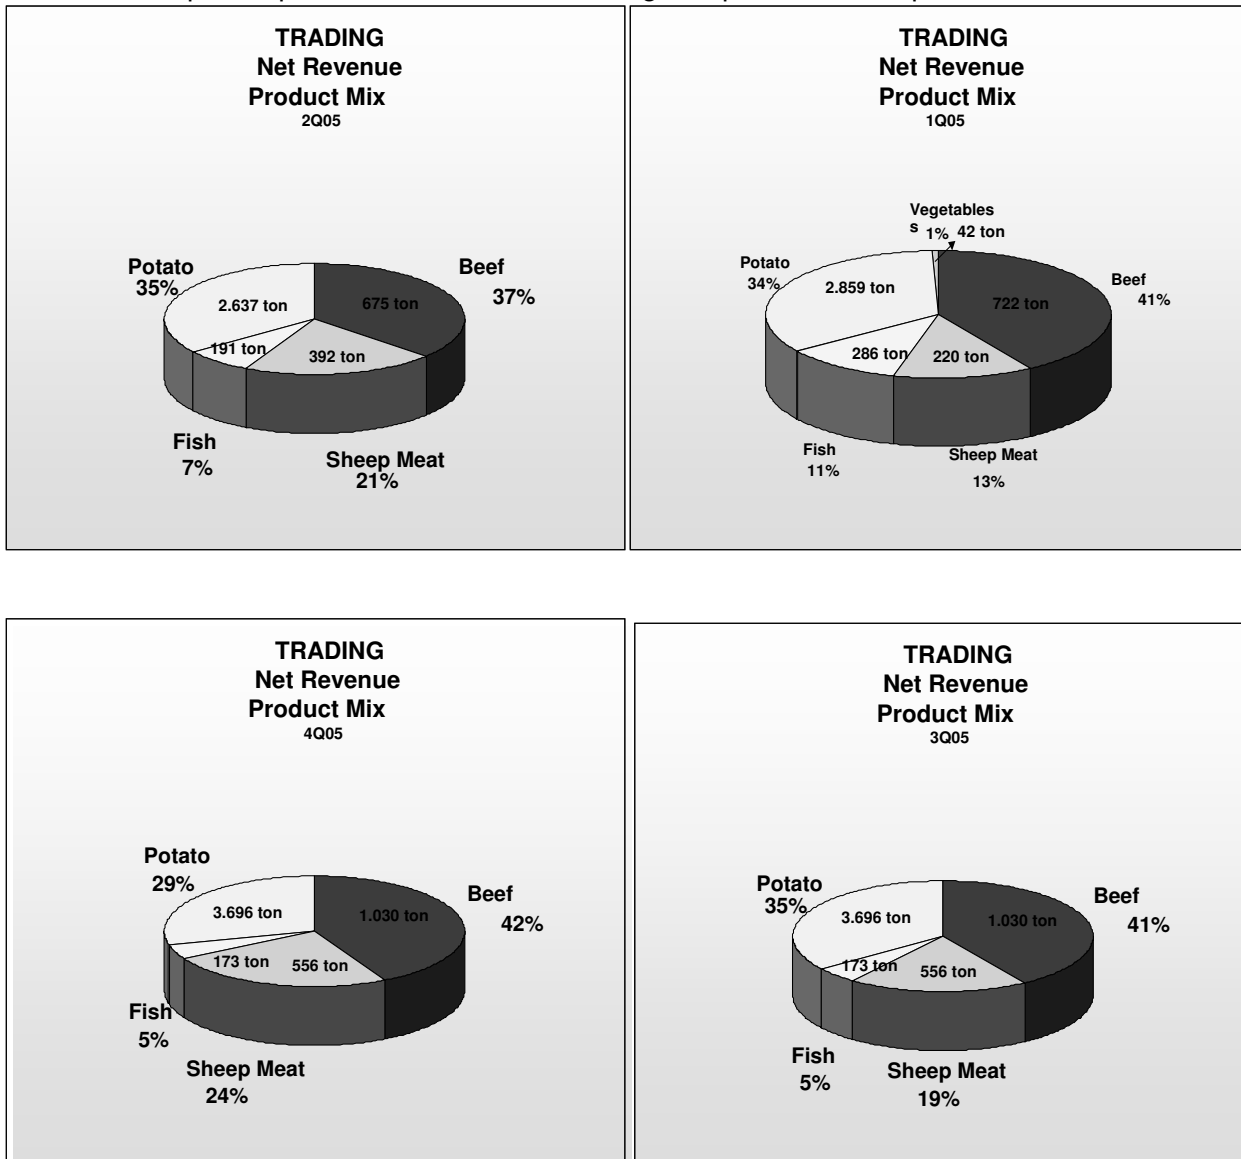 TRADING
Net Revenue
Product Mix
2Q05
Potato
35%
Beef
37%
2.637 ton
675 ton
191 ton
392 ton
Fish
7%
Sheep Meat
21%
TRADING
Net Revenue
Product Mix
1Q05
Vegetables
s 1% 42 ton
Potato
34%
Beef
41%
2.859 ton
722 ton
286 ton
220 ton
Fish
11%
Sheep Meat
13%
TRADING
Net Revenue
Product Mix
4Q05
Potato
29%
Beef
42%
3.696 ton
1.030 ton
173 ton
556 ton
Fish
5%
Sheep Meat
24%
TRADING
Net Revenue
Product Mix
3Q05
Potato
35%
Beef
41%
3.696 ton
1.030 ton
173 ton
556 ton
Fish
5%
Sheep Meat
19%